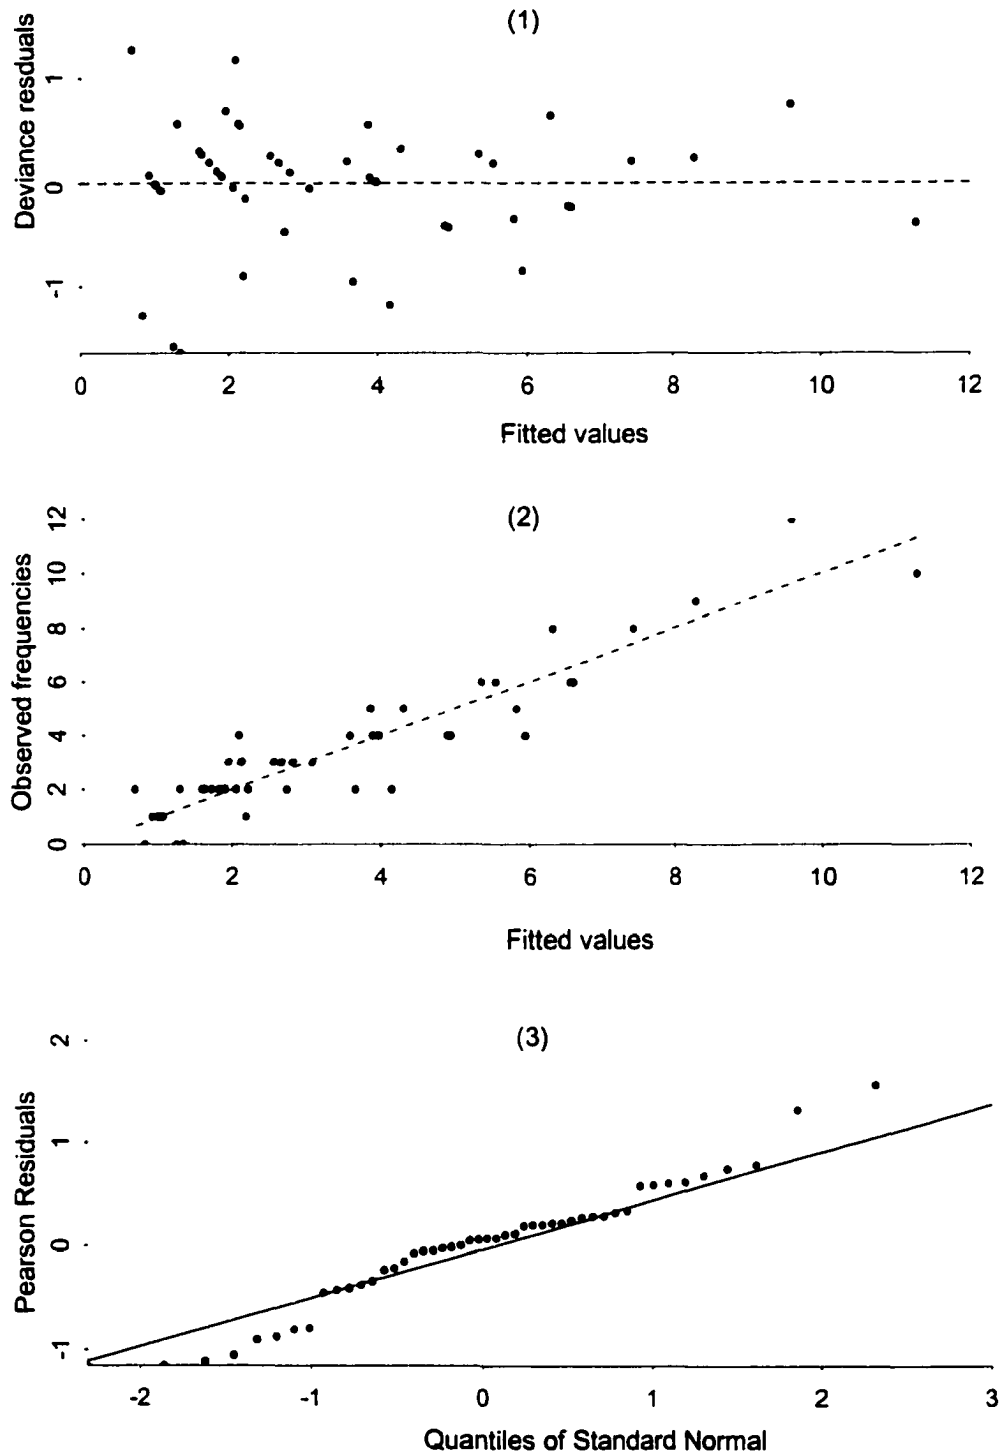 (1)
Deviance resduals
1
0
-1
0 2 4 6 8 10 12
Fitted values
(2)
Observed frequencies
12
10
8
6
4
2
0
0 2 4 6 8 10 12
Fitted values
(3)
Pearson Residuals
2
1
0
-1
-2 -1 0 1 2 3
Quantiles of Standard Normal